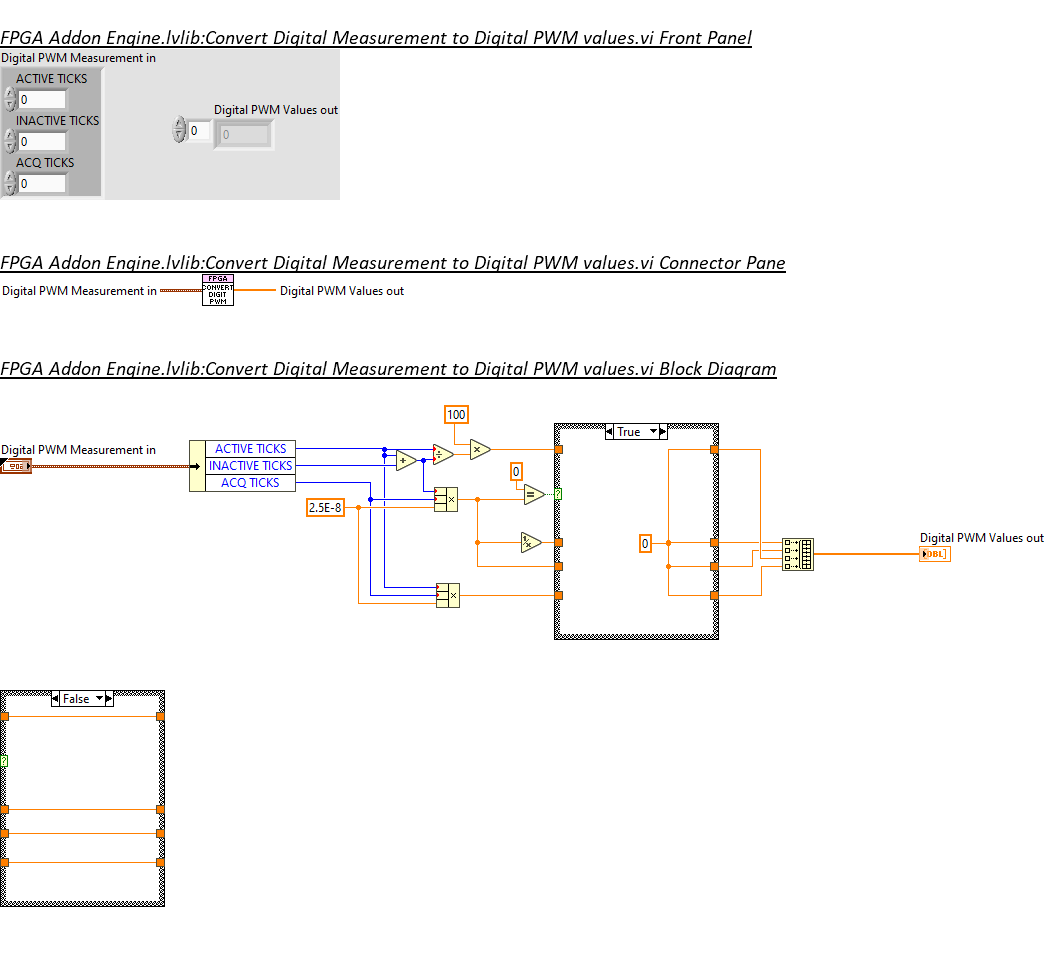 FPGA Addon Engine.lvlib:Convert Digital Measurement to Digital PWM values.vi Front Panel
Digital PWM Measurement in
ACTIVE TICKS
0
INACTIVE TICKS
0
ACQ TICKS
0
Digital PWM Values out
0
0
FPGA Addon Engine.lvlib:Convert Digital Measurement to Digital PWM values.vi Connector Pane
Digital PWM Measurement in
FPGA
CONVERT
DIGIT
PWM
Digital PWM Values out
FPGA Addon Engine.lvlib:Convert Digital Measurement to Digital PWM values.vi Block Diagram
Digital PWM Measurement in
ACTIVE TICKS
INACTIVE TICKS
ACQ TICKS
100
0
2.5E-8
True
0
Digital PWM Values out
DBL
False